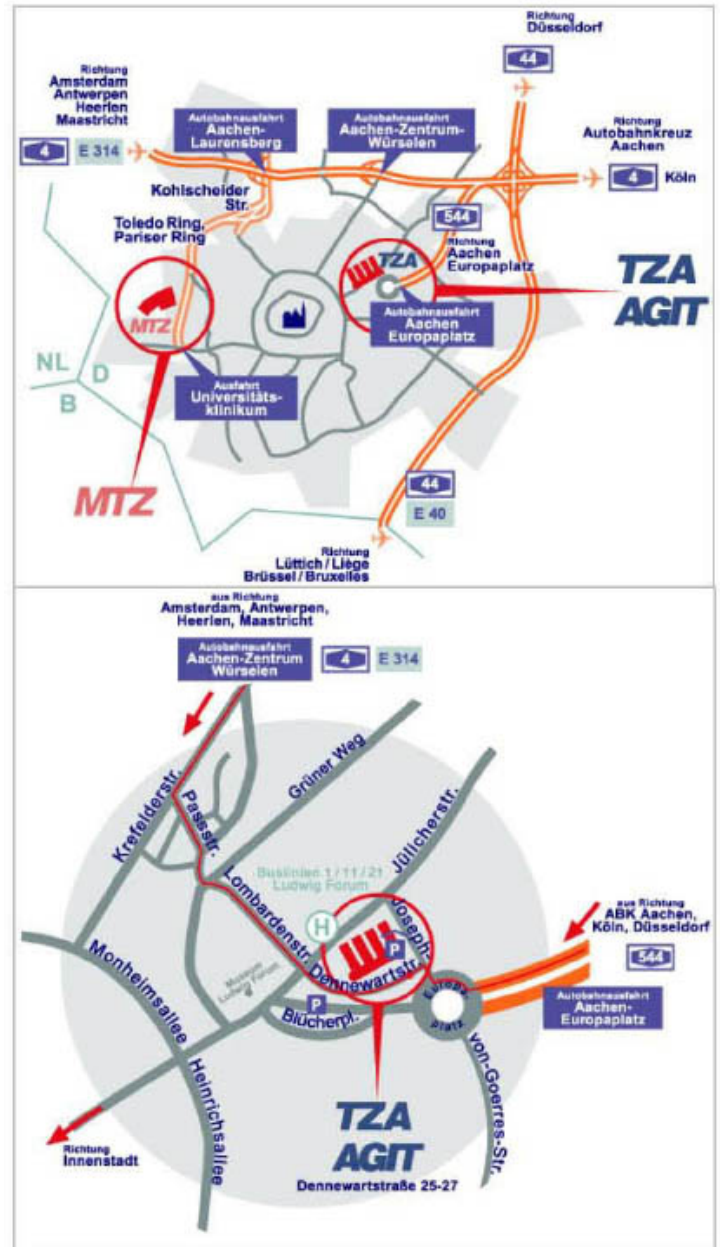 Richtung
Düsseldorf
44
Richtung
Amsterdam
Antwerpen
Heerlen
Maastricht
4 E 314
Autobahnausfahrt
Aachen-
Laurensberg
Autobahnausfahrt
Aachen-Zentrum-
Würselen
Richtung
Autobahnkreuz
Aachen
4 Köln
Kohlscheider
Str.
Toledo Ring,
Pariser Ring
544
Richtung
Aachen
Europaplatz
TZA
TZA
AGIT
MTZ
Autobahnausfahrt
Aachen
Europaplatz
NL D
B
Ausfahrt
Universitäts-
klinikum
MTZ
44
E 40
Richtung
Lüttich / Liège
Brüssel / Bruxelles
aus Richtung
Amsterdam, Antwerpen,
Heerlen, Maastricht
Autobahnausfahrt
Aachen-Zentrum
Würselen
4 E 314
Krefelderstr.
Passstr.
Grüner Weg
Jülicherstr.
Buslinien 1 / 11 / 21
Ludwig Forum
Lombardenstr.
H
Joseph-
P
Dennewartstr.
aus Richtung
ABK Aachen,
Köln, Düsseldorf
544
Autobahnausfahrt
Aachen-
Europaplatz
Monheimsallee
Museum
Ludwig Forum
P
Blücherpl.
Europa-
platz
von-Goerres-Str.
Heinrichsallee
Richtung
Innenstadt
TZA
AGIT
Dennewartstraße 25-27